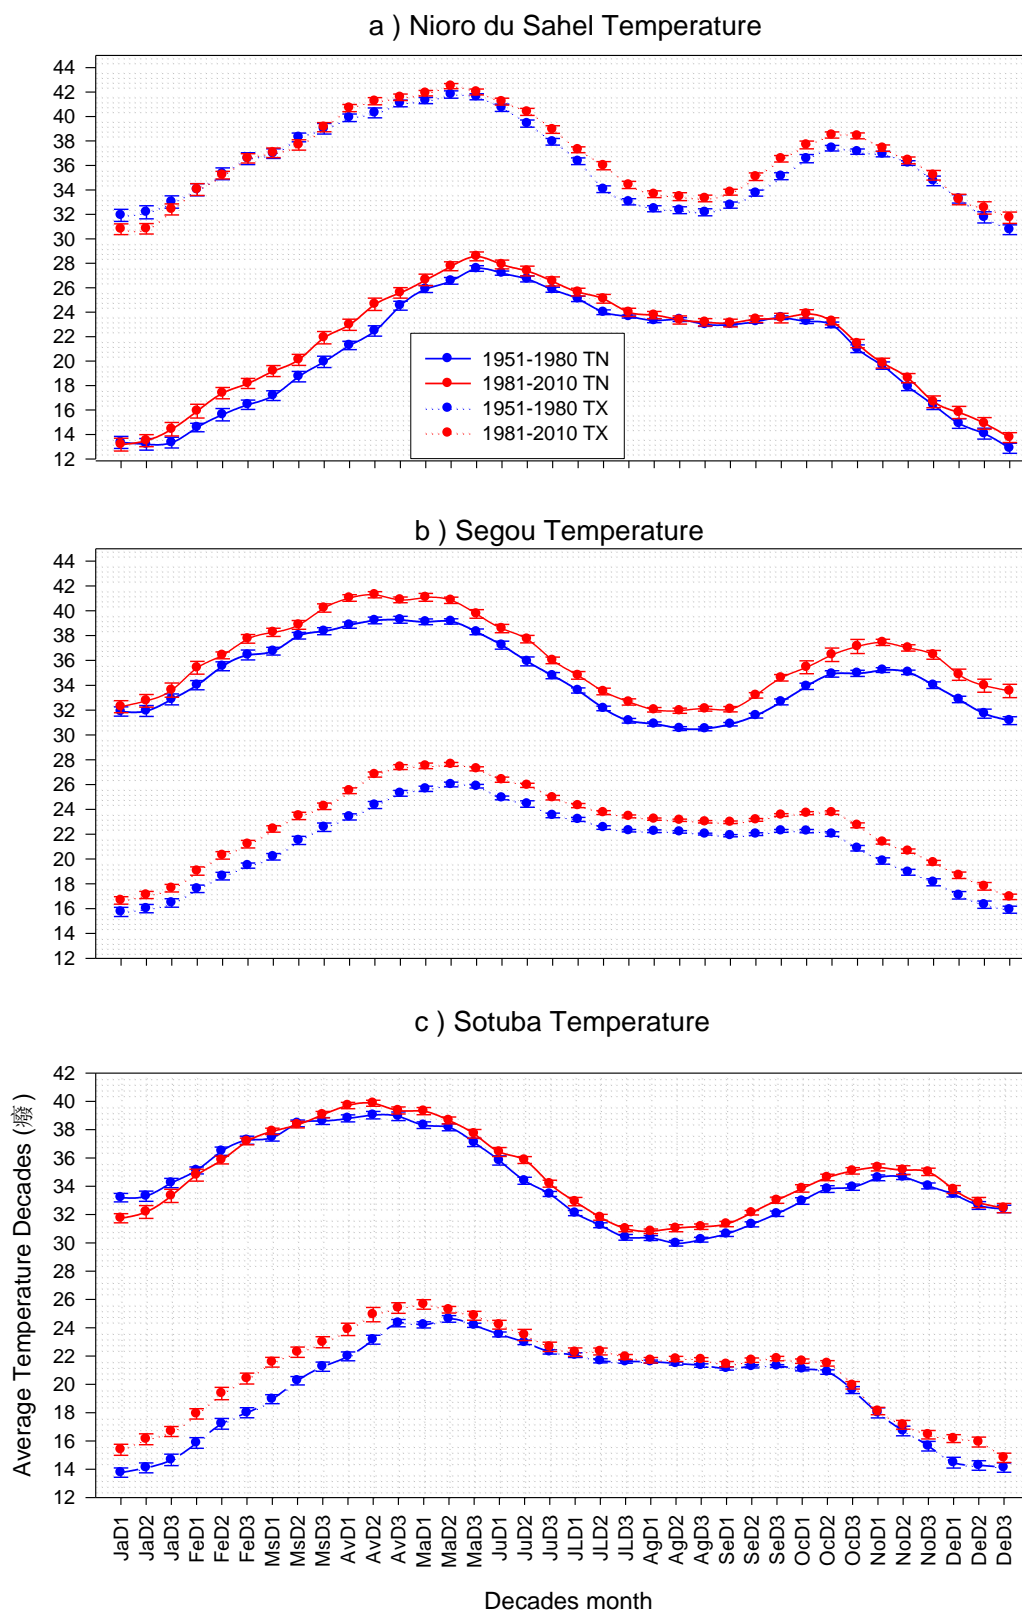 a ) Nioro du Sahel Temperature
44
42
40
38
36
34
32
30
28
26
24
22
20
18
16
14
12
1951-1980 TN
1981-2010 TN
1951-1980 TX
1981-2010 TX
b ) Segou Temperature
44
42
40
38
36
34
32
30
28
26
24
22
20
18
16
14
12
c ) Sotuba Temperature
42
40
38
36
34
32
30
28
26
24
22
20
18
16
14
12
Average Temperature Decades (癈)
JaD1
JaD2
JaD3
FeD1
FeD2
FeD3
MsD1
MsD2
MsD3
AvD1
AvD2
AvD3
MaD1
MaD2
MaD3
JuD1
JuD2
JuD3
JLD1
JLD2
JLD3
AgD1
AgD2
AgD3
SeD1
SeD2
SeD3
OcD1
OcD2
OcD3
NoD1
NoD2
NoD3
DeD1
DeD2
DeD3
Decades month